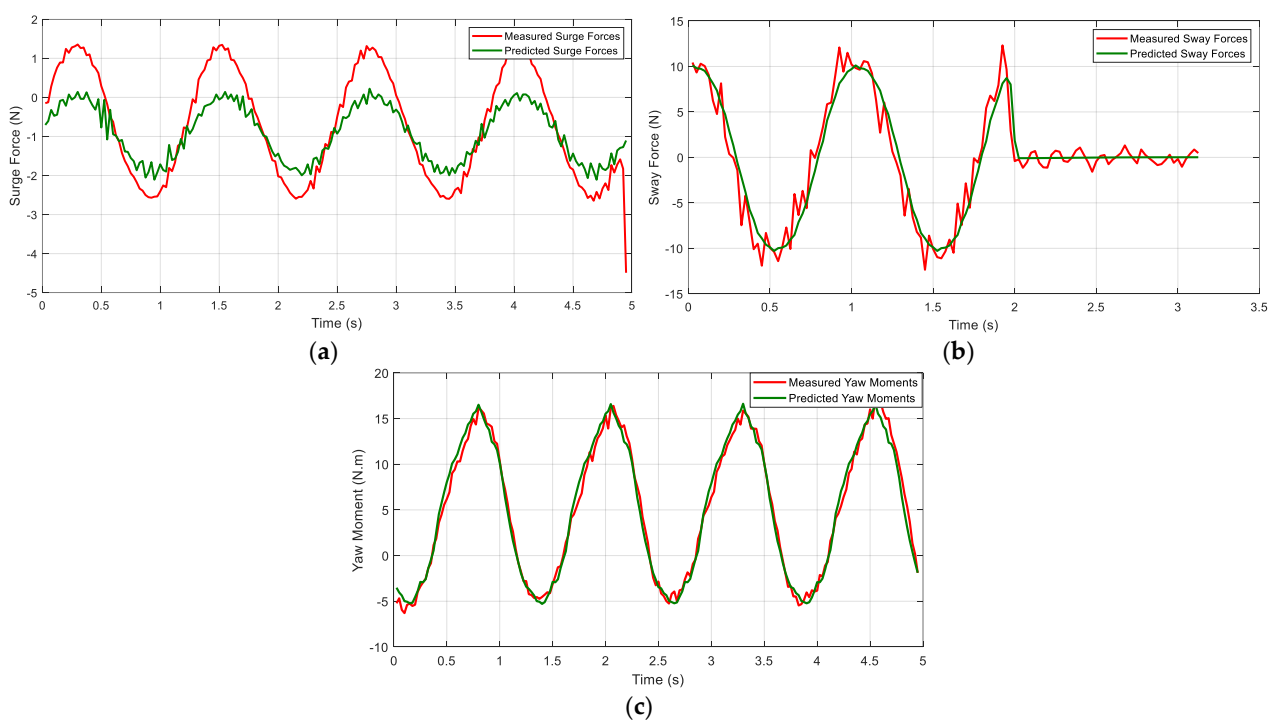 2
1
0
-1
-2
-3
-4
-5
Surge Force (N)
Measured Surge Forces
Predicted Surge Forces
0 0.5 1 1.5 2 2.5 3 3.5 4 4.5 5
Time (s)
(a)
15
10
5
0
-5
-10
-15
Sway Force (N)
Measured Sway Forces
Predicted Sway Forces
0 0.5 1 1.5 2 2.5 3 3.5
Time (s)
(b)
20
15
10
5
0
-5
-10
Yaw Moment (N.m)
Measured Yaw Moments
Predicted Yaw Moments
0 0.5 1 1.5 2 2.5 3 3.5 4 4.5 5
Time (s)
(c)